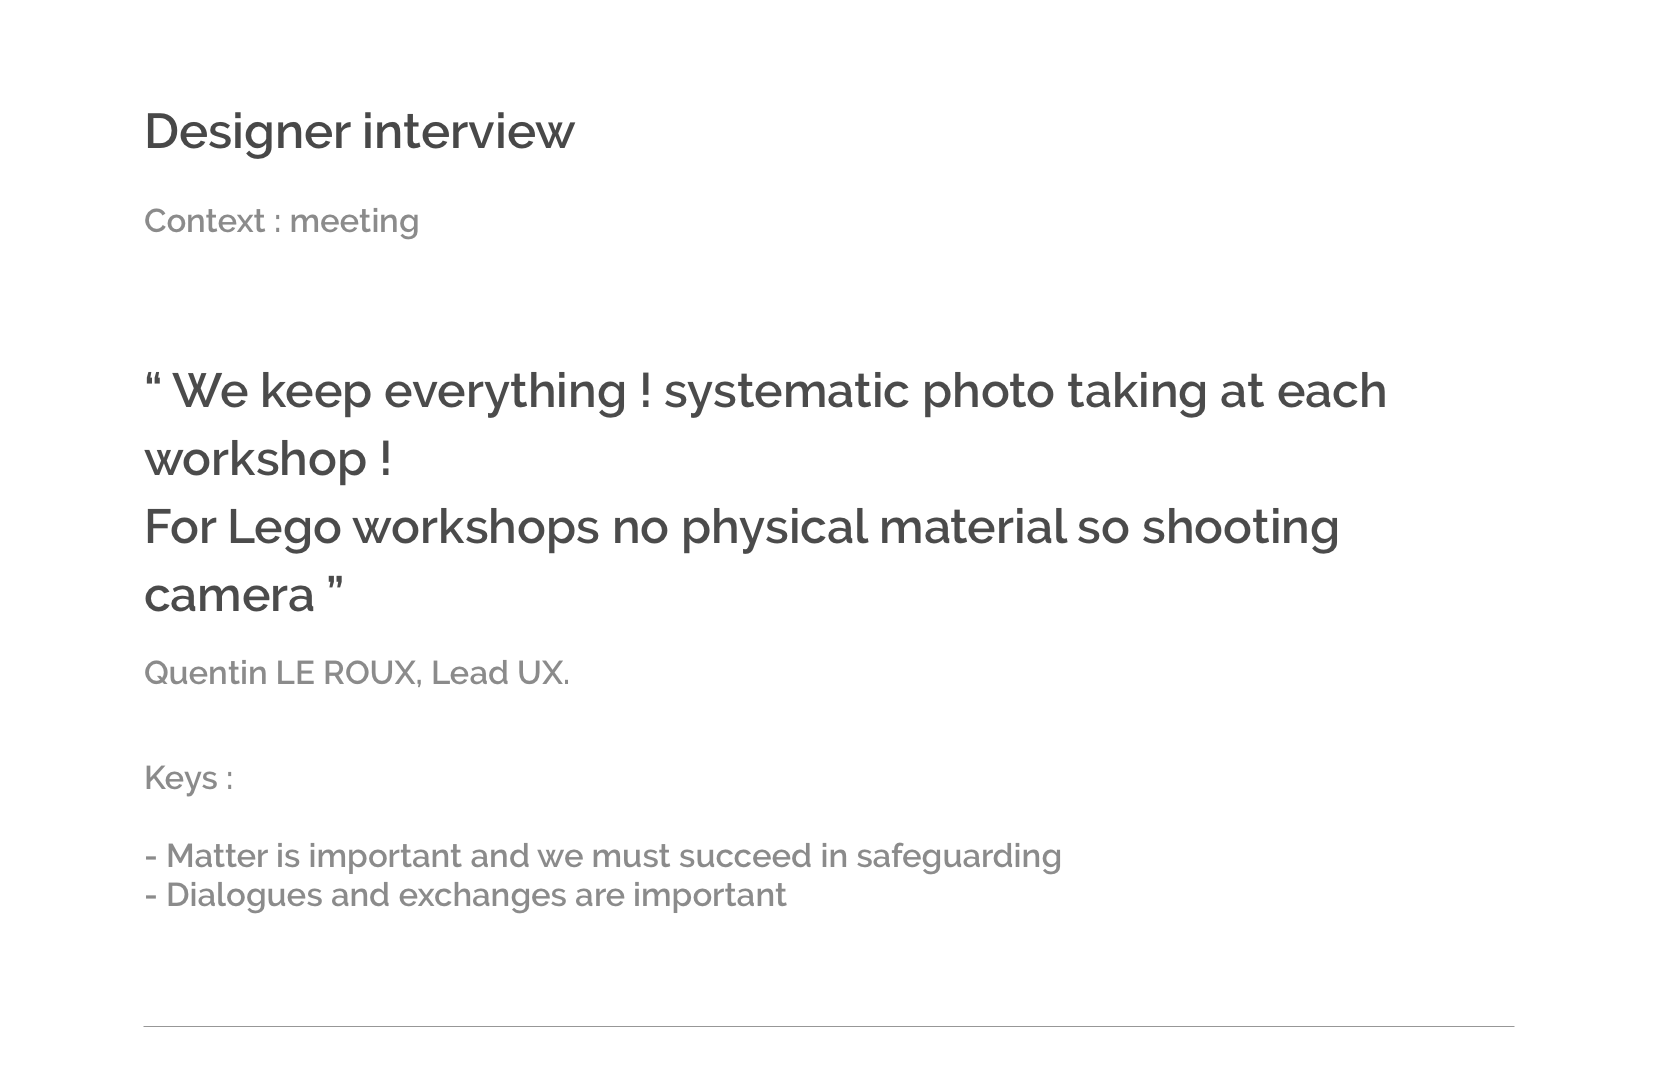 Designer interview
Context : meeting
“ We keep everything ! systematic photo taking at each
workshop !
For Lego workshops no physical material so shooting
camera ”
Quentin LE ROUX, Lead UX.
Keys :
- Matter is important and we must succeed in safeguarding
- Dialogues and exchanges are important